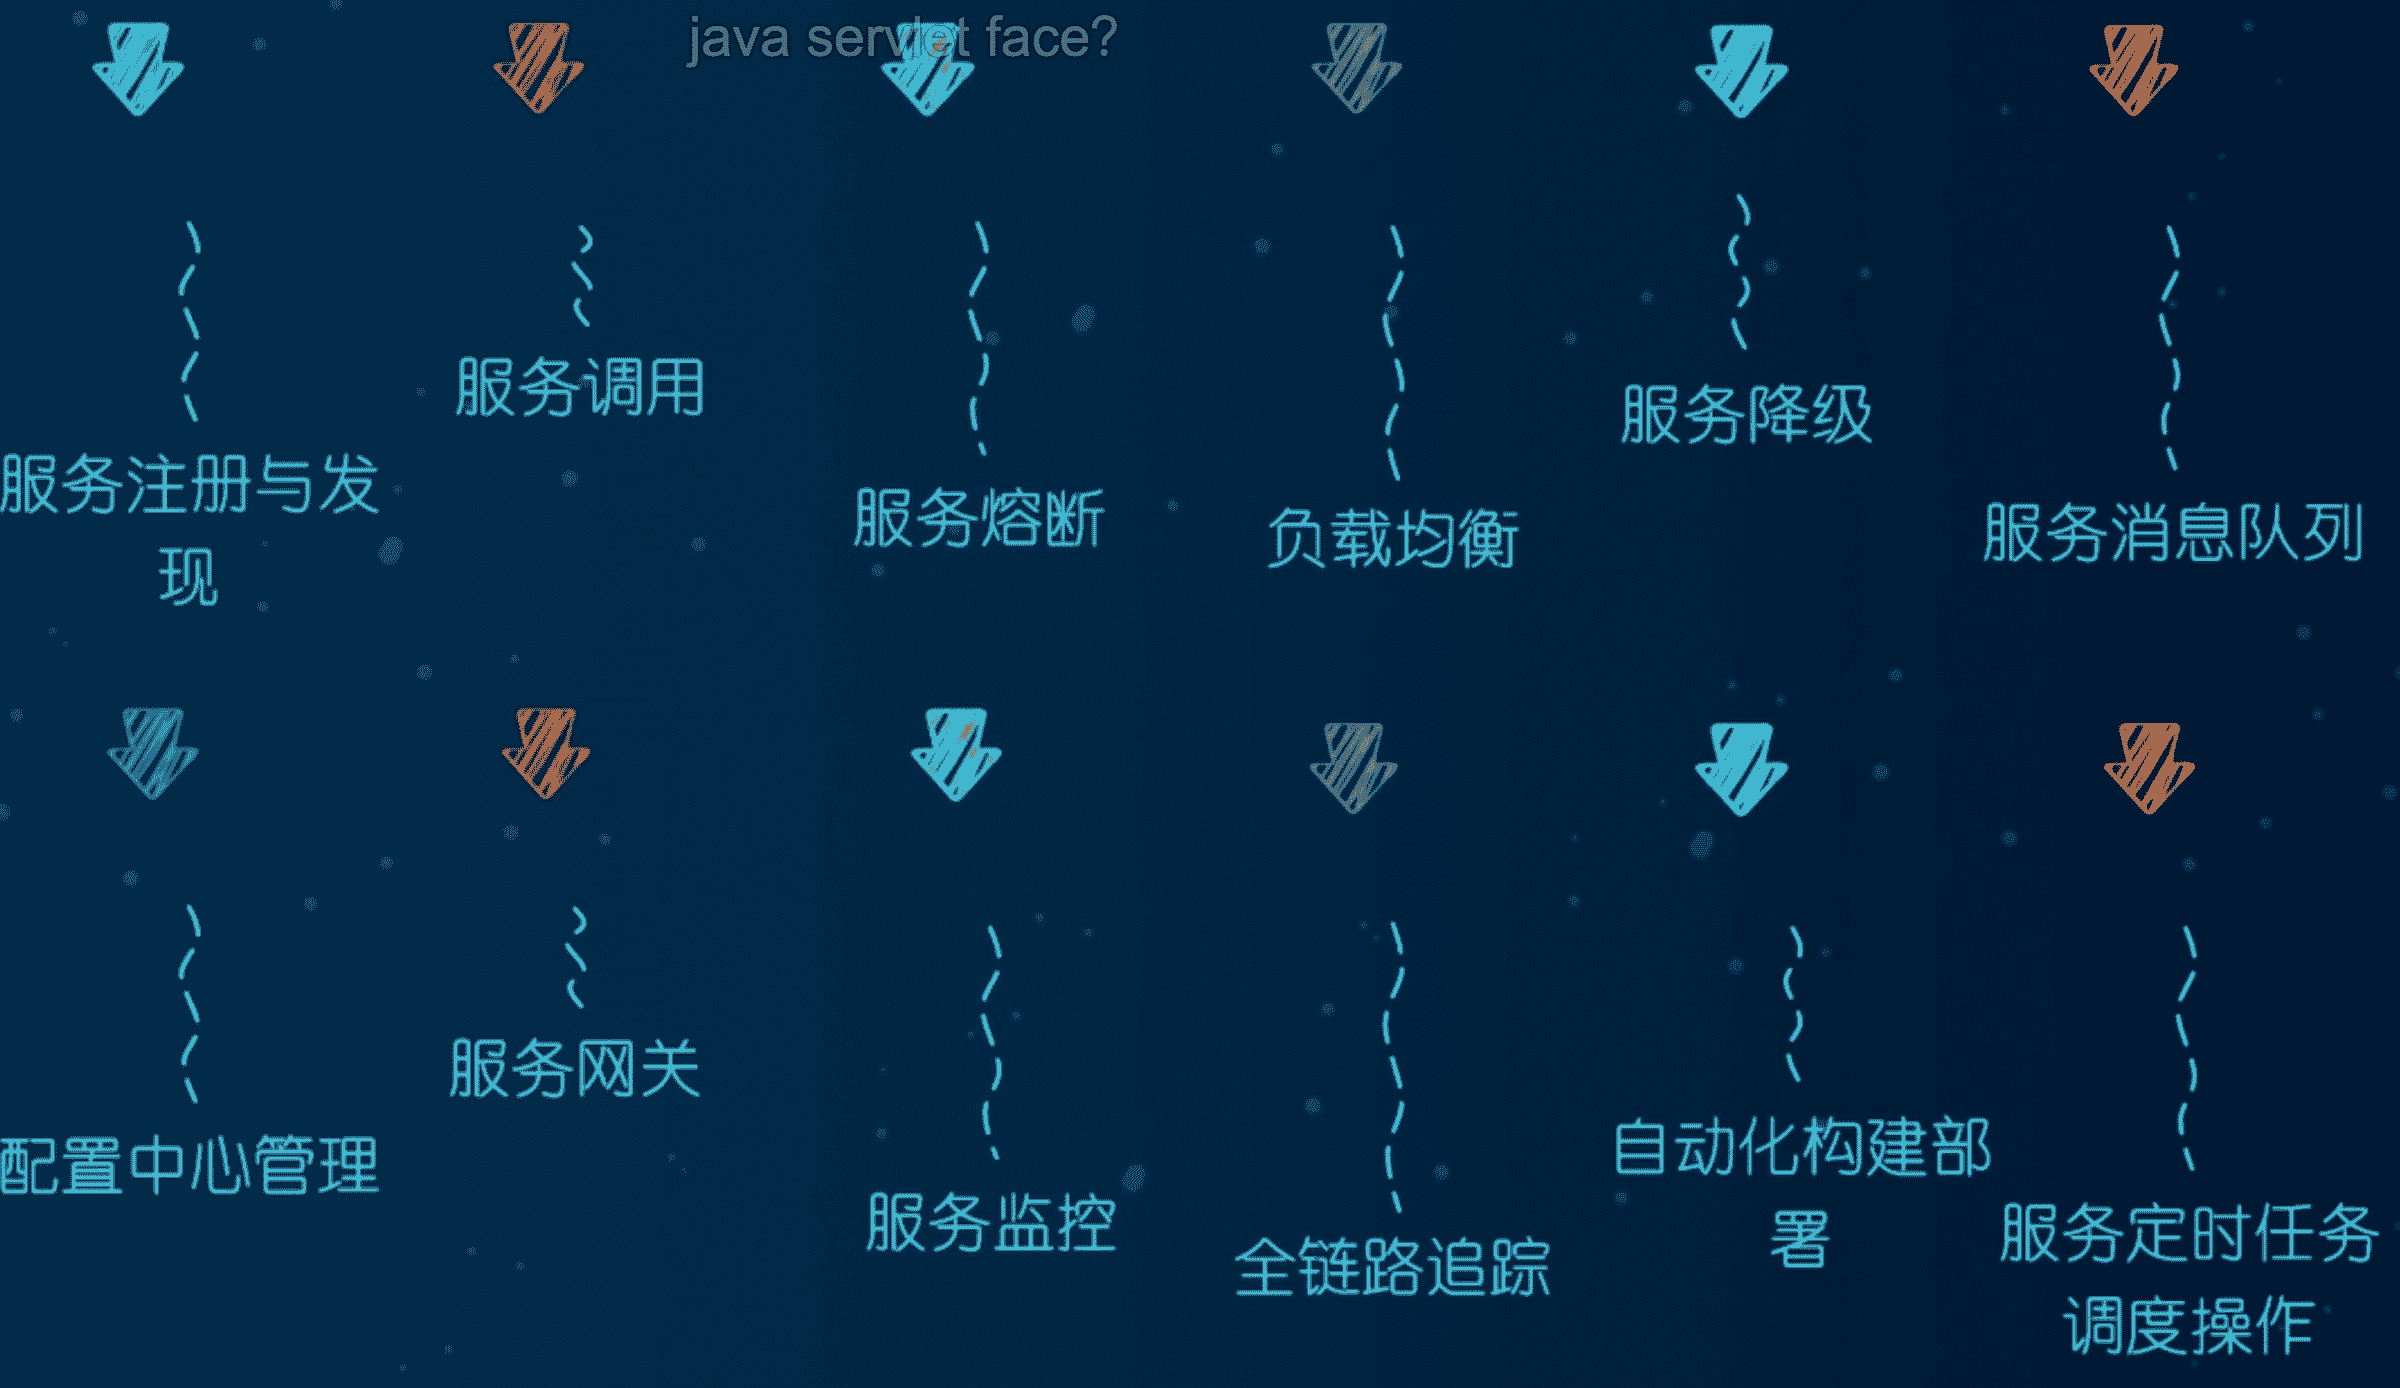 java servlet face?
服务注册与发
现
服务调用
服务熔断
负载均衡
服务降级
服务消息队列
配置中心管理
服务网关
服务监控
全链路追踪
自动化构建部
署
服务定时任务
调度操作